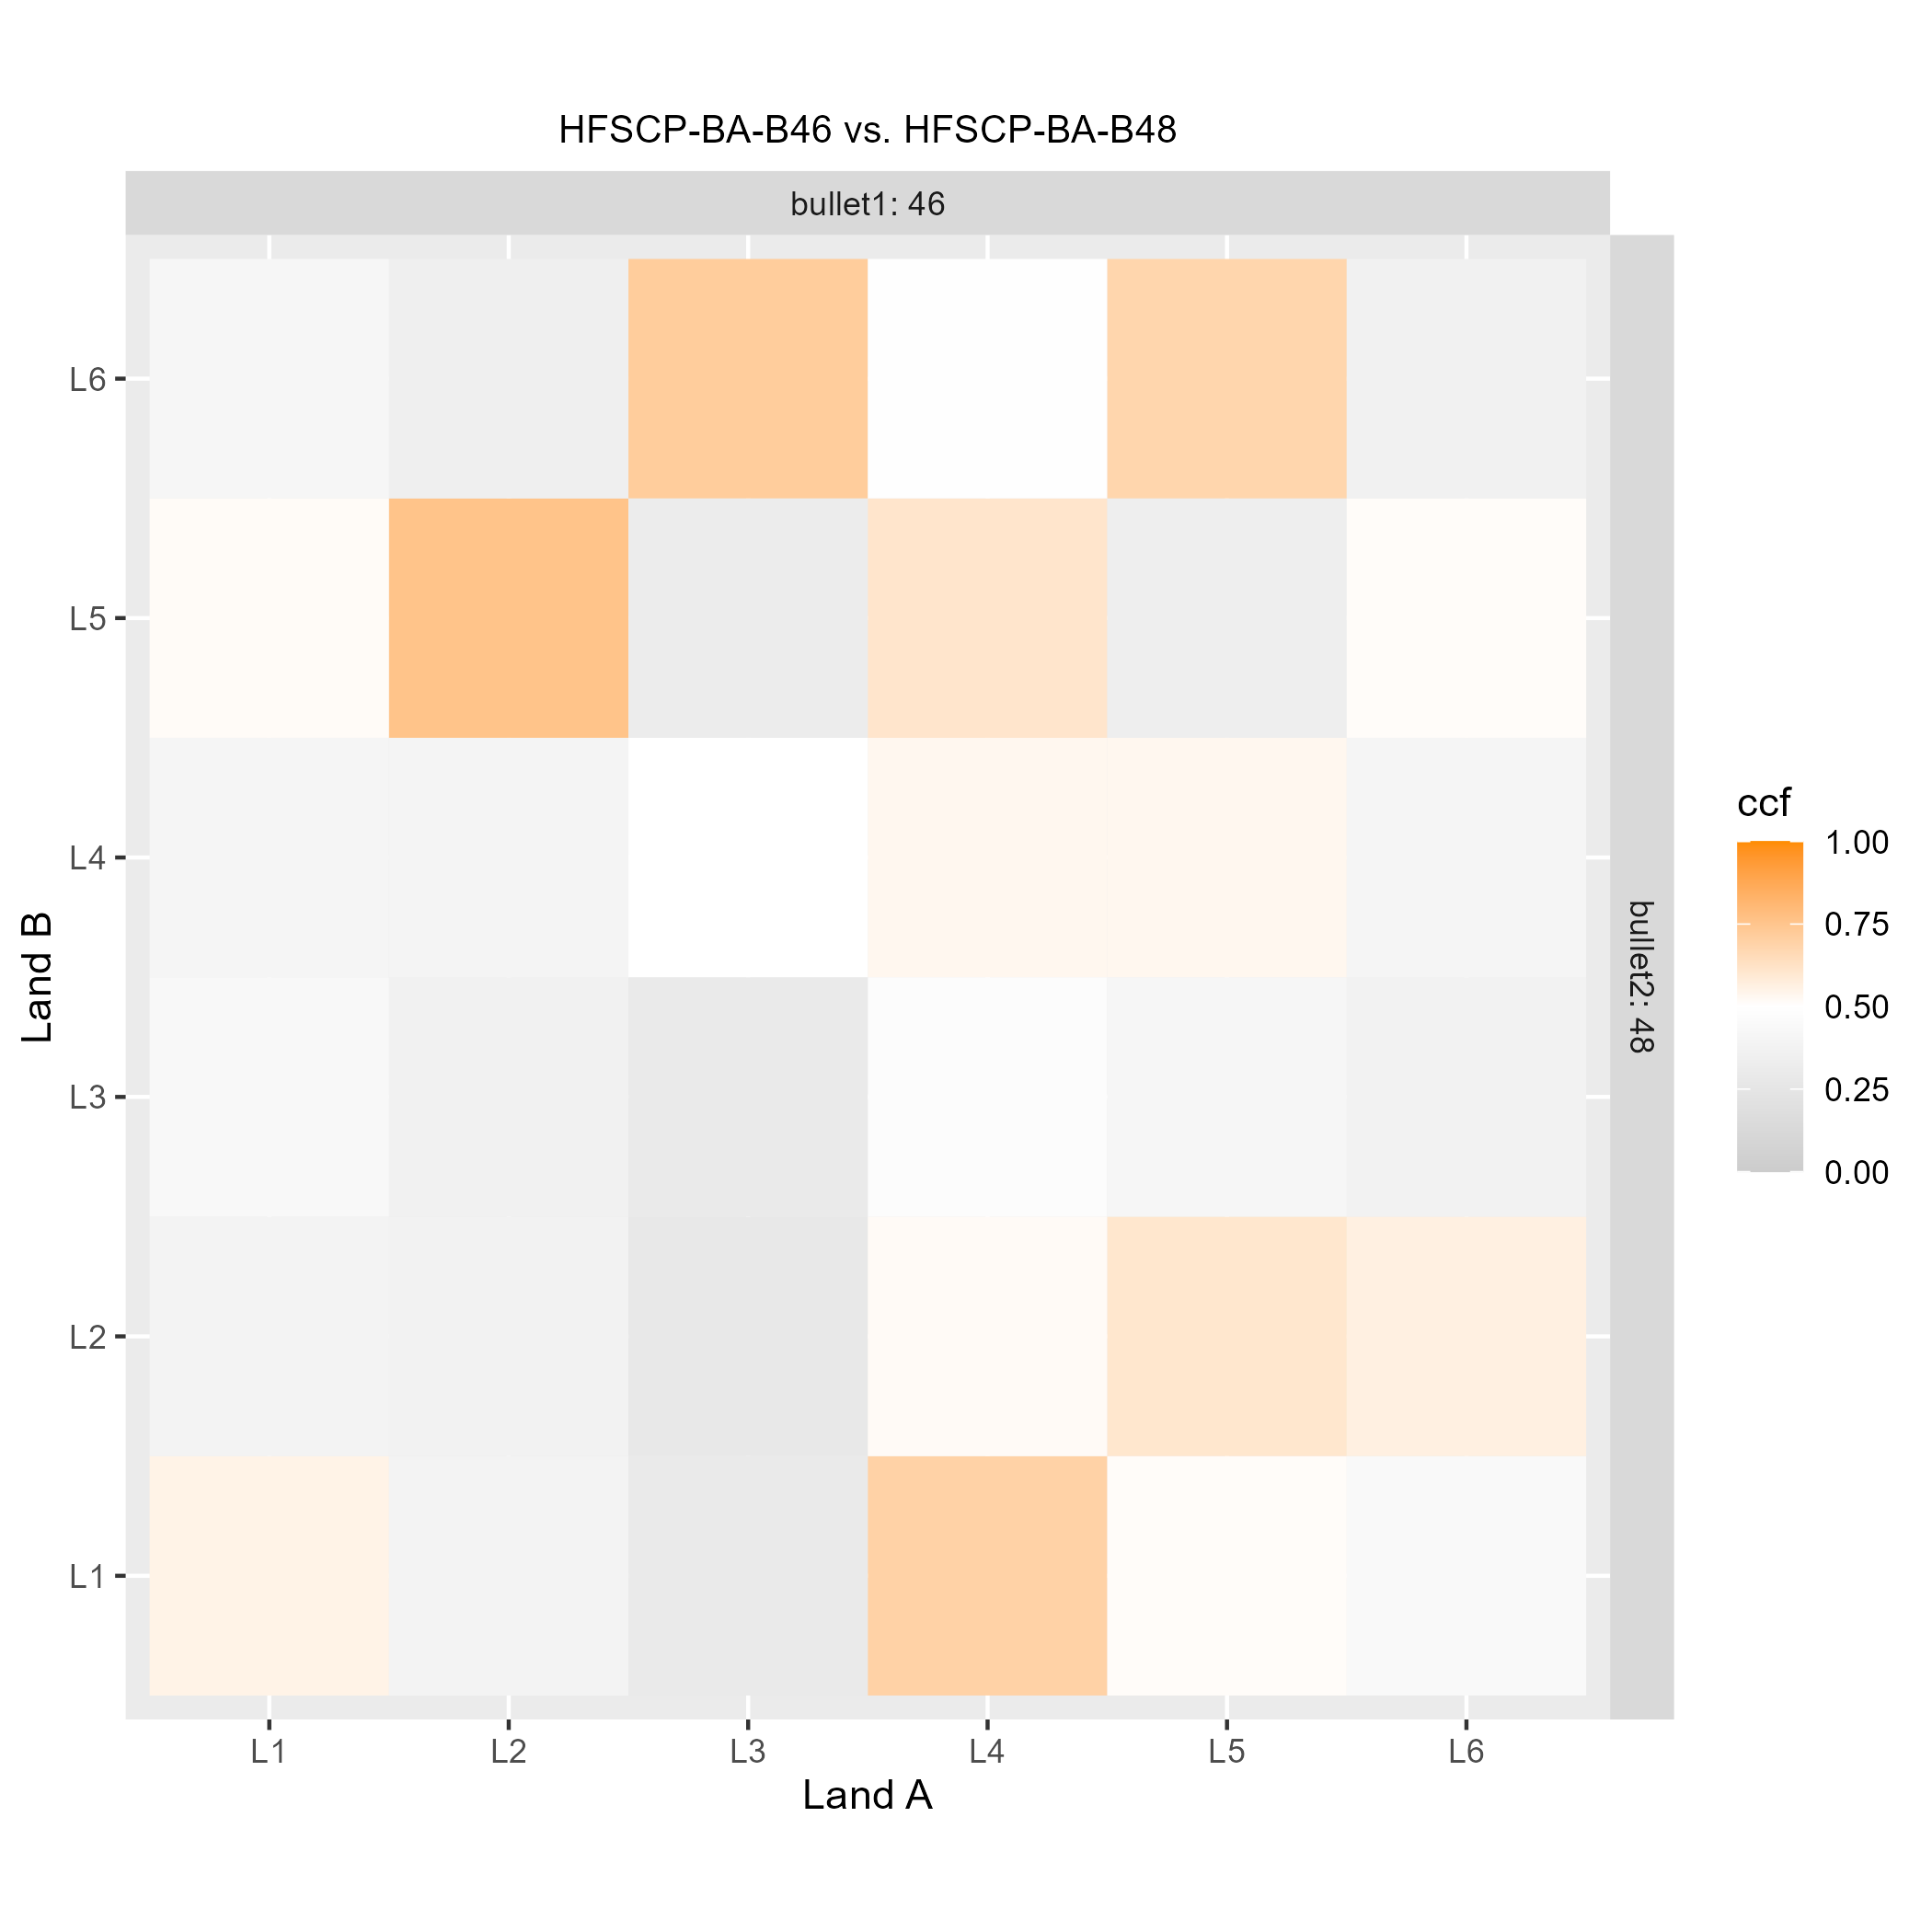 HFSCP-BA-B46 vs. HFSCP-BA-B48
bullet1: 46
L6
L5
L4
L3
L2
L1
Land B
bullet2: 48
L1 L2 L3 L4 L5 L6
Land A
ccf
1.00
0.75
0.50
0.25
0.00